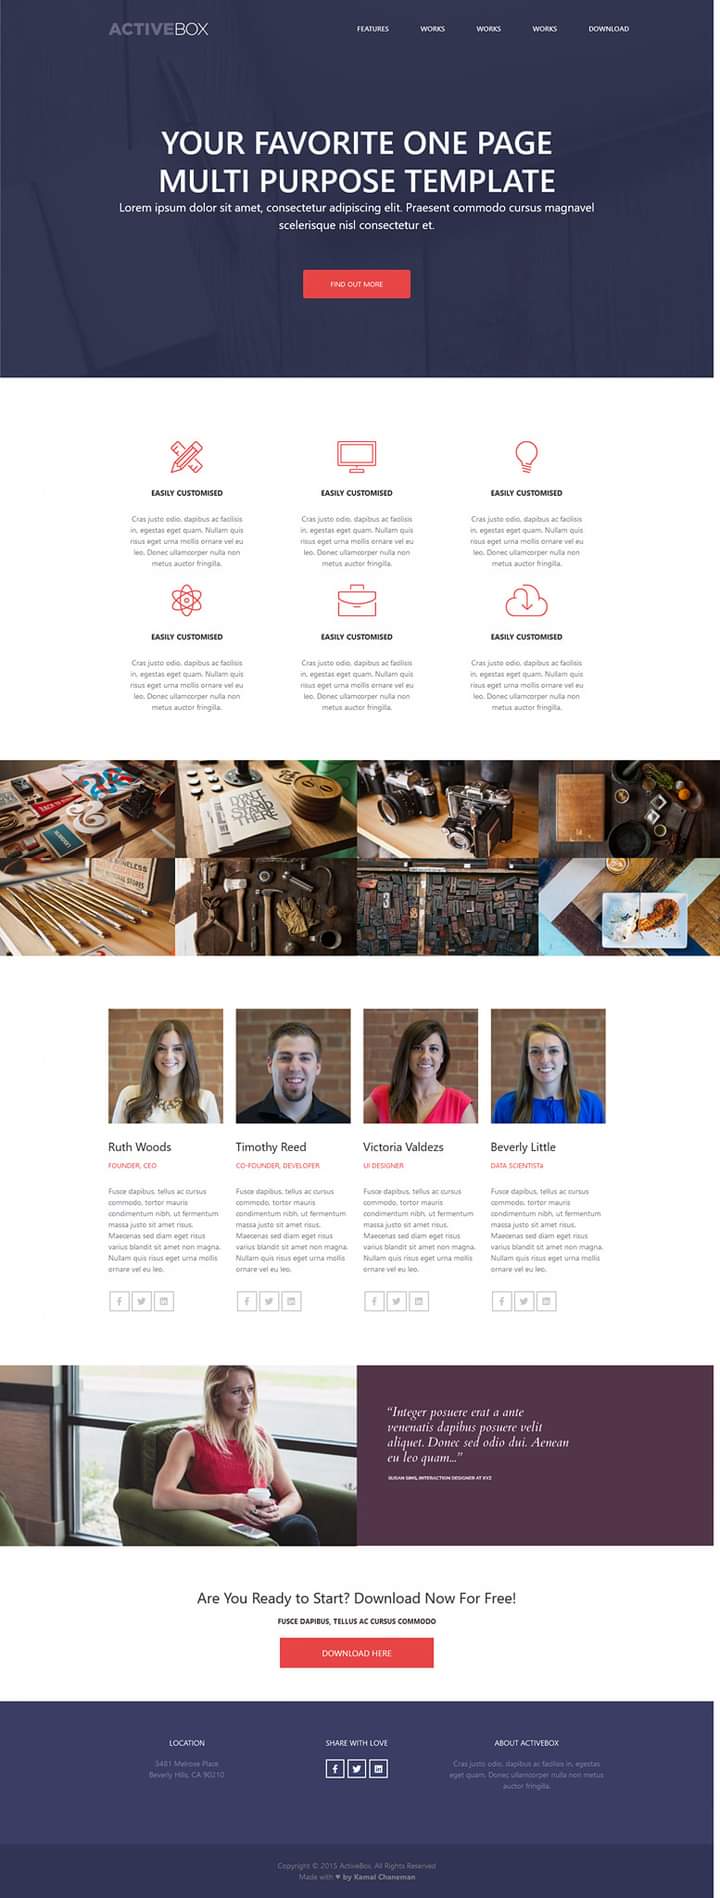 ACTIVEBOX
FEATURES WORKS WORKS WORKS DOWNLOAD
YOUR FAVORITE ONE PAGE
MULTI PURPOSE TEMPLATE
Lorem ipsum dolor sit amet, consectetur adipiscing elit. Praesent commodo cursus magnavel
scelerisque nisl consectetur et.
FIND OUT MORE
EASILY CUSTOMISED
Cras justo odio, dapibus ac facilisis
in, egestas eget quam. Nullam quis
risus eget urna mollis ornare vel eu
leo. Donec ullamcorper nulla non
metus auctor fringilla.
EASILY CUSTOMISED
Cras justo odio, dapibus ac facilisis
in, egestas eget quam. Nullam quis
risus eget urna mollis ornare vel eu
leo. Donec ullamcorper nulla non
metus auctor fringilla.
EASILY CUSTOMISED
Cras justo odio, dapibus ac facilisis
in, egestas eget quam. Nullam quis
risus eget urna mollis ornare vel eu
leo. Donec ullamcorper nulla non
metus auctor fringilla.
EASILY CUSTOMISED
Cras justo odio, dapibus ac facilisis
in, egestas eget quam. Nullam quis
risus eget urna mollis ornare vel eu
leo. Donec ullamcorper nulla non
metus auctor fringilla.
EASILY CUSTOMISED
Cras justo odio, dapibus ac facilisis
in, egestas eget quam. Nullam quis
risus eget urna mollis ornare vel eu
leo. Donec ullamcorper nulla non
metus auctor fringilla.
EASILY CUSTOMISED
Cras justo odio, dapibus ac facilisis
in, egestas eget quam. Nullam quis
risus eget urna mollis ornare vel eu
leo. Donec ullamcorper nulla non
metus auctor fringilla.
Ruth Woods
FOUNDER, CEO
Fusce dapibus, tellus ac cursus
commodo, tortor mauris
condimentum nibh, ut fermentum
massa justo sit amet risus.
Maecenas sed diam eget risus
varius blandit sit amet non magna.
Nullam quis risus eget urna mollis
ornare vel eu leo.
Timothy Reed
CO-FOUNDER, DEVELOFER
Fusce dapibus, tellus ac cursus
commodo, tortor mauris
condimentum nibh, ut fermentum
massa justo sit amet risus.
Maecenas sed diam eget risus
varius blandit sit amet non magna.
Nullam quis risus eget urna mollis
ornare vel eu leo.
Victoria Valdezs
UI DESIGNER
Fusce dapibus, tellus ac cursus
commodo, tortor mauris
condimentum nibh, ut fermentum
massa justo sit amet risus.
Maecenas sed diam eget risus
varius blandit sit amet non magna.
Nullam quis risus eget urna mollis
ornare vel eu leo.
Beverly Little
DATA SCIENTISTa
Fusce dapibus, tellus ac cursus
commodo, tortor mauris
condimentum nibh, ut fermentum
massa justo sit amet risus.
Maecenas sed diam eget risus
varius blandit sit amet non magna.
Nullam quis risus eget urna mollis
ornare vel eu leo.
“Integer posuere erat a ante
venenatis dapibus posuere velit
aliquet. Donec sed odio dui. Aenean
eu leo quam...”
SUSAN SIMS, INTERACTION DESIGNER AT XYZ
Are You Ready to Start? Download Now For Free!
FUSCE DAPIBUS, TELLUS AC CURSUS COMMODO
DOWNLOAD HERE
LOCATION
3481 Melrose Place
Beverly Hills, CA 90210
SHARE WITH LOVE
ABOUT ACTIVEBOX
Cras justo odio, dapibus ac facilisis in, egestas
eget quam. Donec ullamcorper nulla non metus
auctor fringilla.
Copyright © 2015 ActiveBox. All Rights Reserved
Made with ♥ by Kamal Chaneman